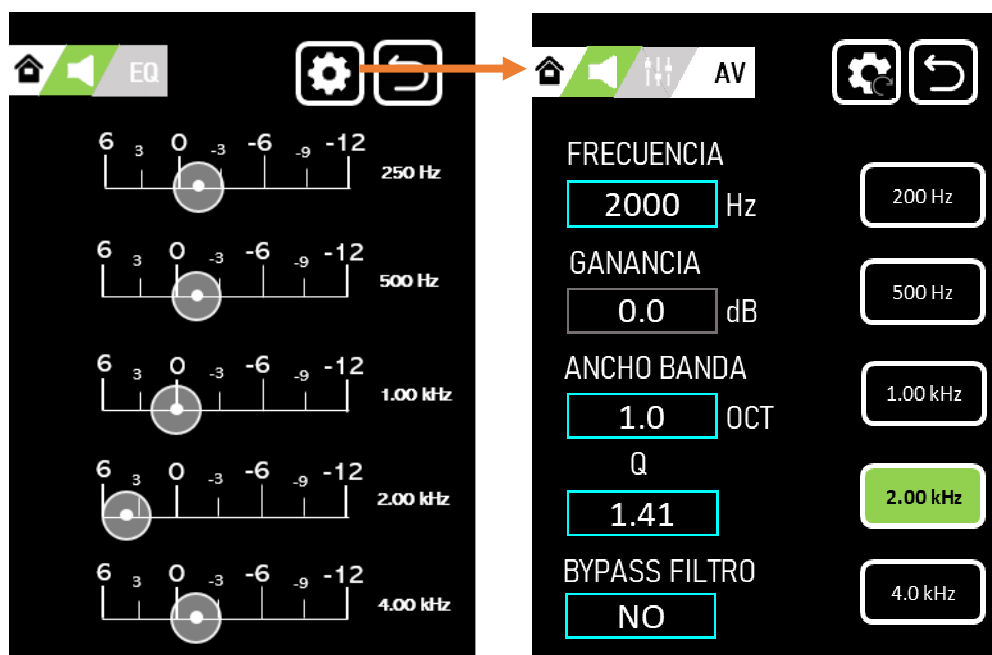 EQ
6 3 0 -3 -6 -9 -12
250 Hz
6 3 0 -3 -6 -9 -12
500 Hz
6 3 0 -3 -6 -9 -12
1.00 kHz
6 3 0 -3 -6 -9 -12
2.00 kHz
6 3 0 -3 -6 -9 -12
4.00 kHz
AV
FRECUENCIA
2000 Hz
GANANCIA
0.0 dB
ANCHO BANDA
1.0 OCT
Q
1.41
BYPASS FILTRO
NO
200 Hz
500 Hz
1.00 kHz
2.00 kHz
4.0 kHz